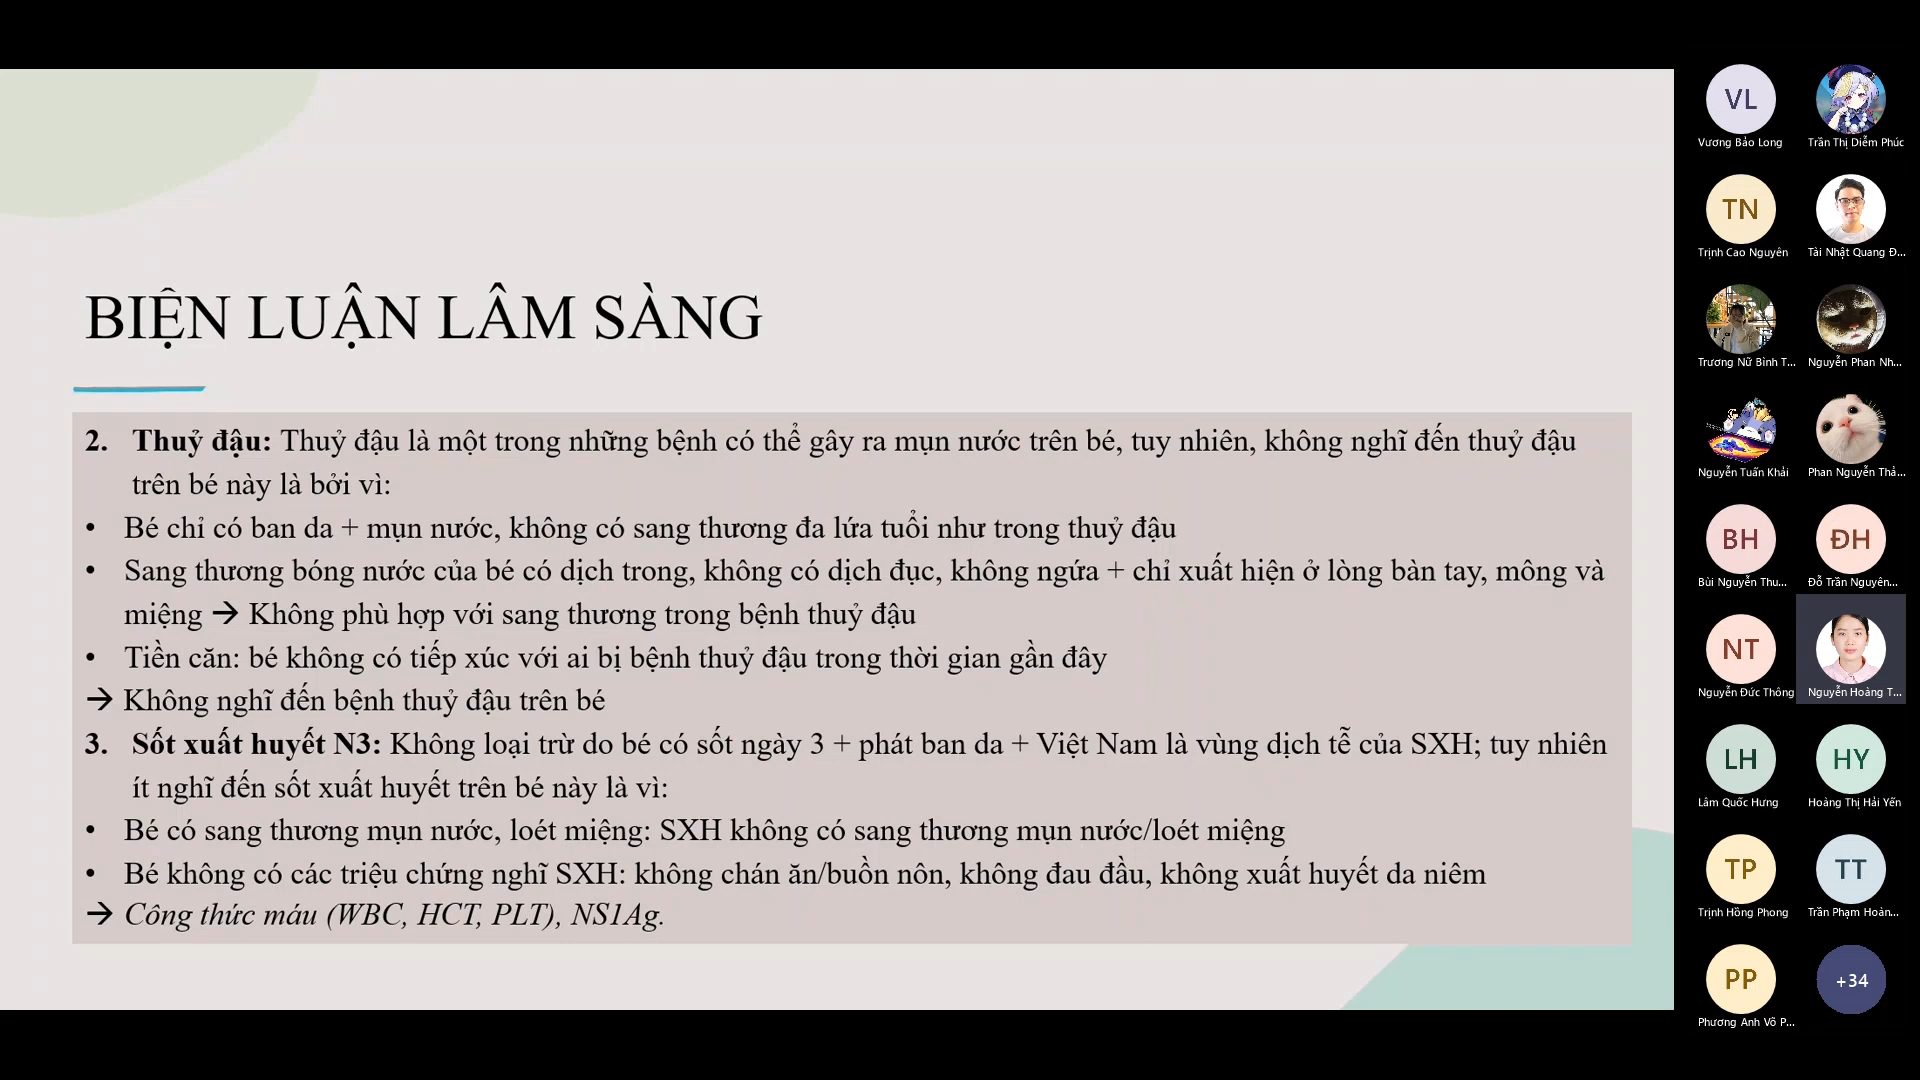 BIỆN LUẬN LÂM SÀNG
2. Thuỷ đậu: Thuỷ đậu là một trong những bệnh có thể gây ra mụn nước trên bé, tuy nhiên, không nghĩ đến thuỷ đậu
trên bé này là bởi vì:
• Bé chỉ có ban da + mụn nước, không có sang thương đa lứa tuổi như trong thuỷ đậu
• Sang thương bóng nước của bé có dịch trong, không có dịch đục, không ngứa + chỉ xuất hiện ở lòng bàn tay, mông và
miệng → Không phù hợp với sang thương trong bệnh thuỷ đậu
• Tiền căn: bé không có tiếp xúc với ai bị bệnh thuỷ đậu trong thời gian gần đây
→ Không nghĩ đến bệnh thuỷ đậu trên bé
3. Sốt xuất huyết N3: Không loại trừ do bé có sốt ngày 3 + phát ban da + Việt Nam là vùng dịch tễ của SXH; tuy nhiên
ít nghĩ đến sốt xuất huyết trên bé này là vì:
• Bé có sang thương mụn nước, loét miệng: SXH không có sang thương mụn nước/loét miệng
• Bé không có các triệu chứng nghĩ SXH: không chán ăn/buồn nôn, không đau đầu, không xuất huyết da niêm
→ Công thức máu (WBC, HCT, PLT), NS1Ag.
VL
Vương Bảo Long
Trần Thị Diễm Phúc
TN
Trịnh Cao Nguyên
Tài Nhật Quang Đ...
Trương Nữ Bình T...
Nguyễn Phan Nh...
Nguyễn Tuấn Khải
Phan Nguyễn Thả...
BH
Bùi Nguyễn Thu...
ĐH
Đỗ Trần Nguyên...
NT
Nguyễn Đức Thông
Nguyễn Hoàng T...
LH
Lâm Quốc Hưng
HY
Hoàng Thị Hải Yến
TP
Trịnh Hồng Phong
TT
Trần Phạm Hoàn...
PP
Phương Anh Võ P...
+34